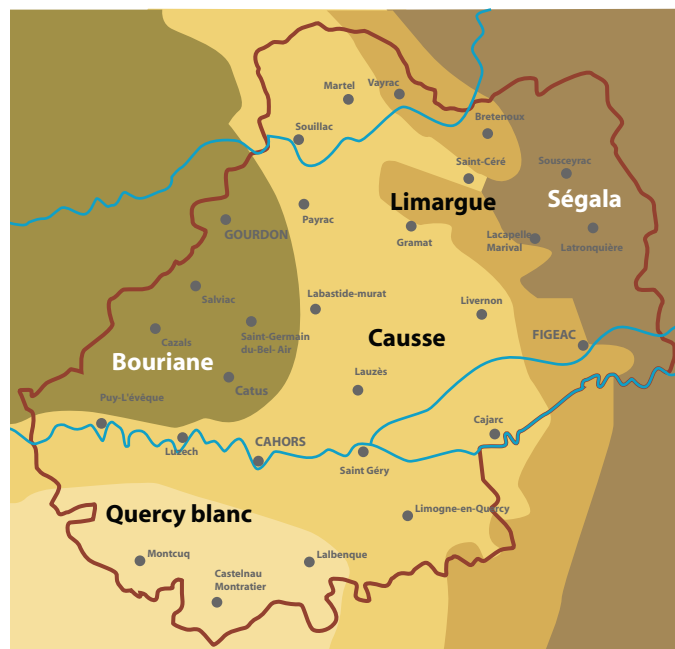 Martel
Vayrac
Bretenoux
Souillac
Saint-Céré
Sousceyrac
Limargue
Ségala
Payrac
GOURDON
Gramat
Lacapelle
Marival
Latronquière
Salviac
Labastide-murat
Livernon
Cazals
Saint-Germain
du-Bel- Air
Causse
FIGEAC
Bouriane
Lauzès
Catus
Puy-L'évêque
Luzech
CAHORS
Cajarc
Saint Géry
Quercy blanc
Limogne-en-Quercy
Montcuq
Lalbenque
Castelnau
Montratier